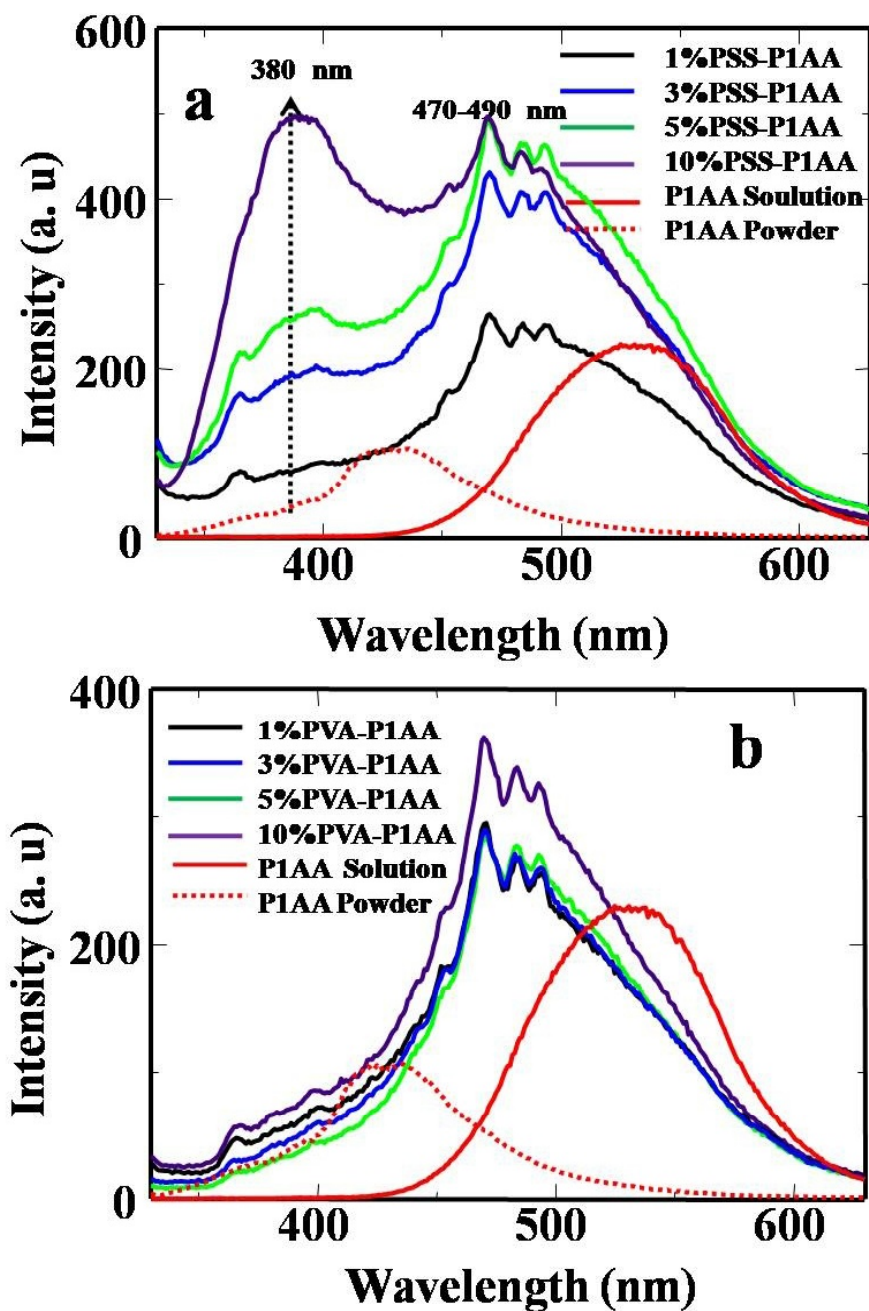 600
380 nm
a
470-490 nm
1%PSS-P1AA
3%PSS-P1AA
5%PSS-P1AA
10%PSS-P1AA
P1AA Soulution
P1AA Powder
400
200
0
Intensity (a. u)
400
500
600
Wavelength (nm)
400
b
1%PVA-P1AA
3%PVA-P1AA
5%PVA-P1AA
10%PVA-P1AA
P1AA Solution
P1AA Powder
200
0
Intensity (a. u)
400
500
600
Wavelength (nm)